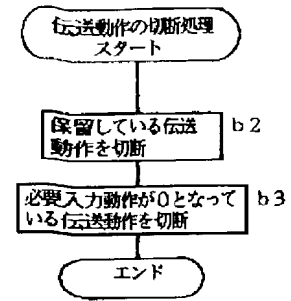 伝送動作の切断処理
スタート
保留している伝送
動作を切断
b2
必要入力動作が0となって
いる伝送動作を切断
b3
エンド